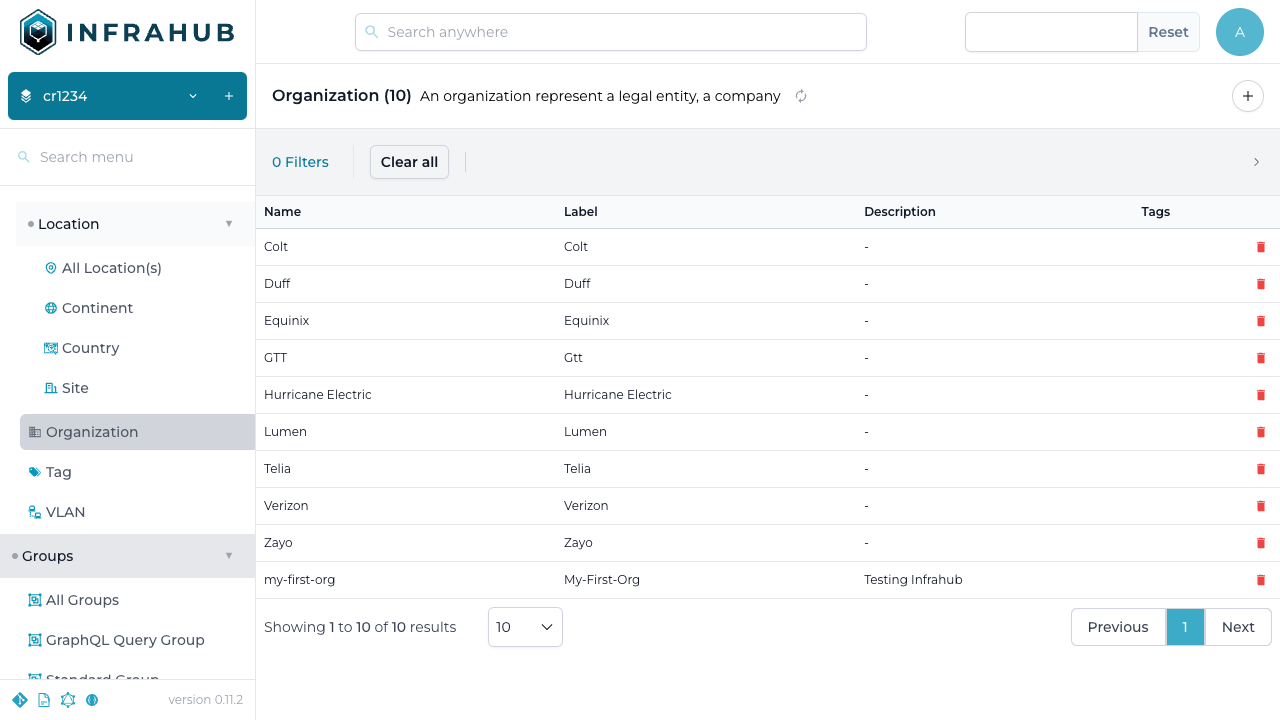 INFRAHUB
Search anywhere
Reset
A
cr1234
Organization (10) An organization represent a legal entity, a company
Search menu
0 Filters
Clear all
Location
All Location(s)
Continent
Country
Site
Organization
Tag
VLAN
Groups
All Groups
GraphQL Query Group
Standard Group
version 0.11.2
Name Label Description Tags
Colt Colt -
Duff Duff -
Equinix Equinix -
GTT Gtt -
Hurricane Electric Hurricane Electric -
Lumen Lumen -
Telia Telia -
Verizon Verizon -
Zayo Zayo -
my-first-org My-First-Org Testing Infrahub
Showing 1 to 10 of 10 results
10
Previous 1 Next